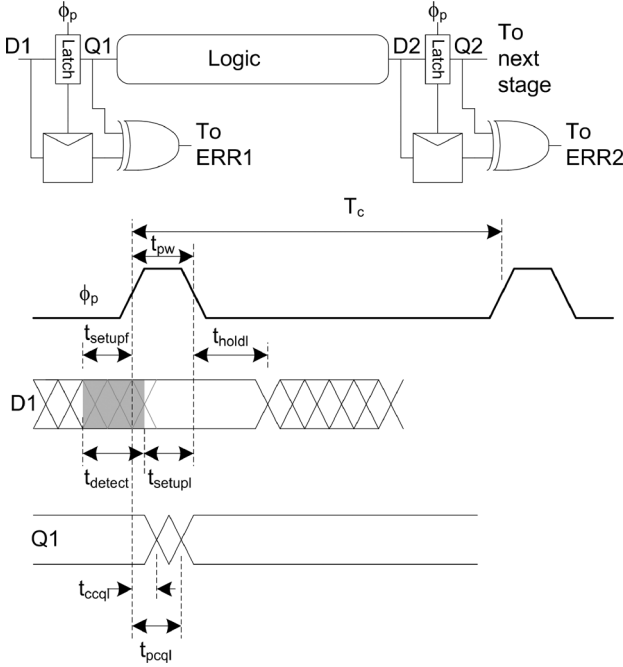 ϕp
ϕp
D1
Latch
Q1
Logic
D2
Latch
Q2
To
next
stage
To
ERR1
To
ERR2
Tc
tpw
ϕp
tsetupf
tholdl
D1
tdetect
tsetupl
Q1
tccql
tpcql